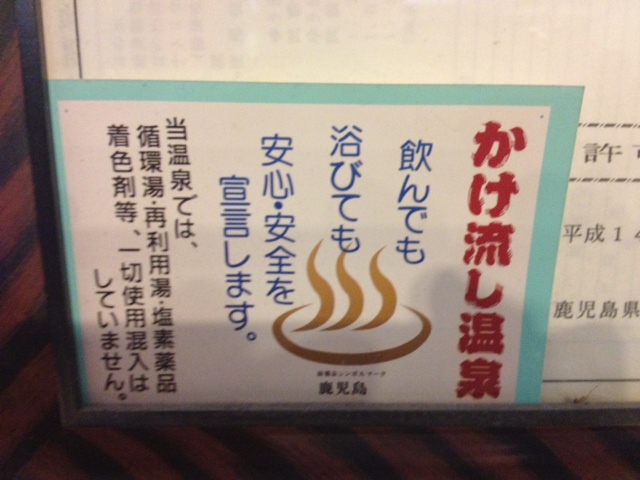 かけ流し温泉
飲んでも
浴びても
安心・安全を
宣言します。
当温泉では、
循環湯・再利用湯・塩素薬品
着色剤等、一切使用混入は
していません。
鹿児島
許
平成１４
鹿児島県